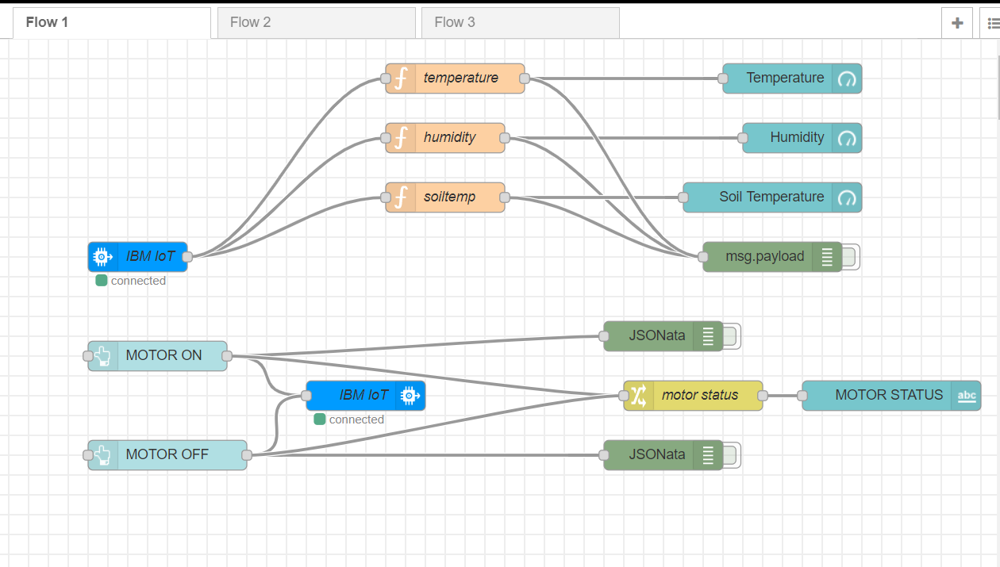 Flow 1
Flow 2
Flow 3
temperature
Temperature
humidity
Humidity
soiltemp
Soil Temperature
IBM IoT
msg.payload
connected
JSONata
MOTOR ON
IBM IoT
motor status
MOTOR STATUS
abc
connected
MOTOR OFF
JSONata